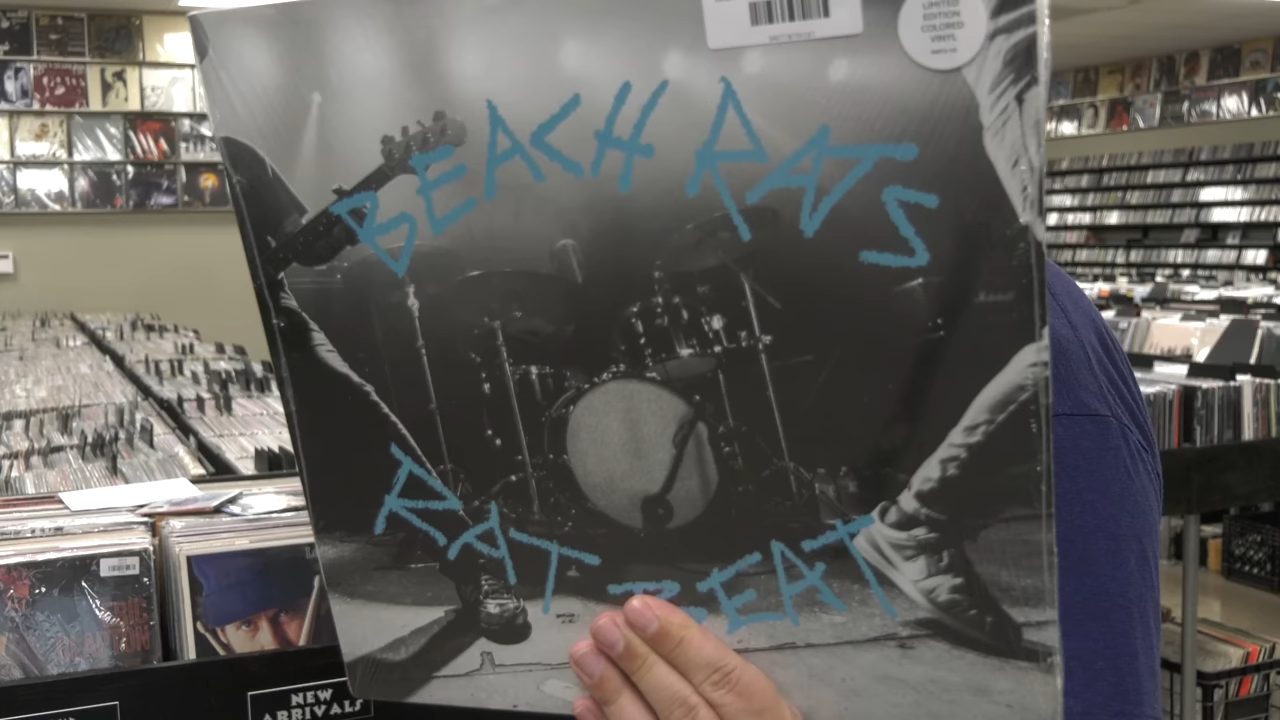 LIMITED
EDITION
COLORED
VINYL
BEACH RATS
RAT BEAT
NEW
ARRIVALS